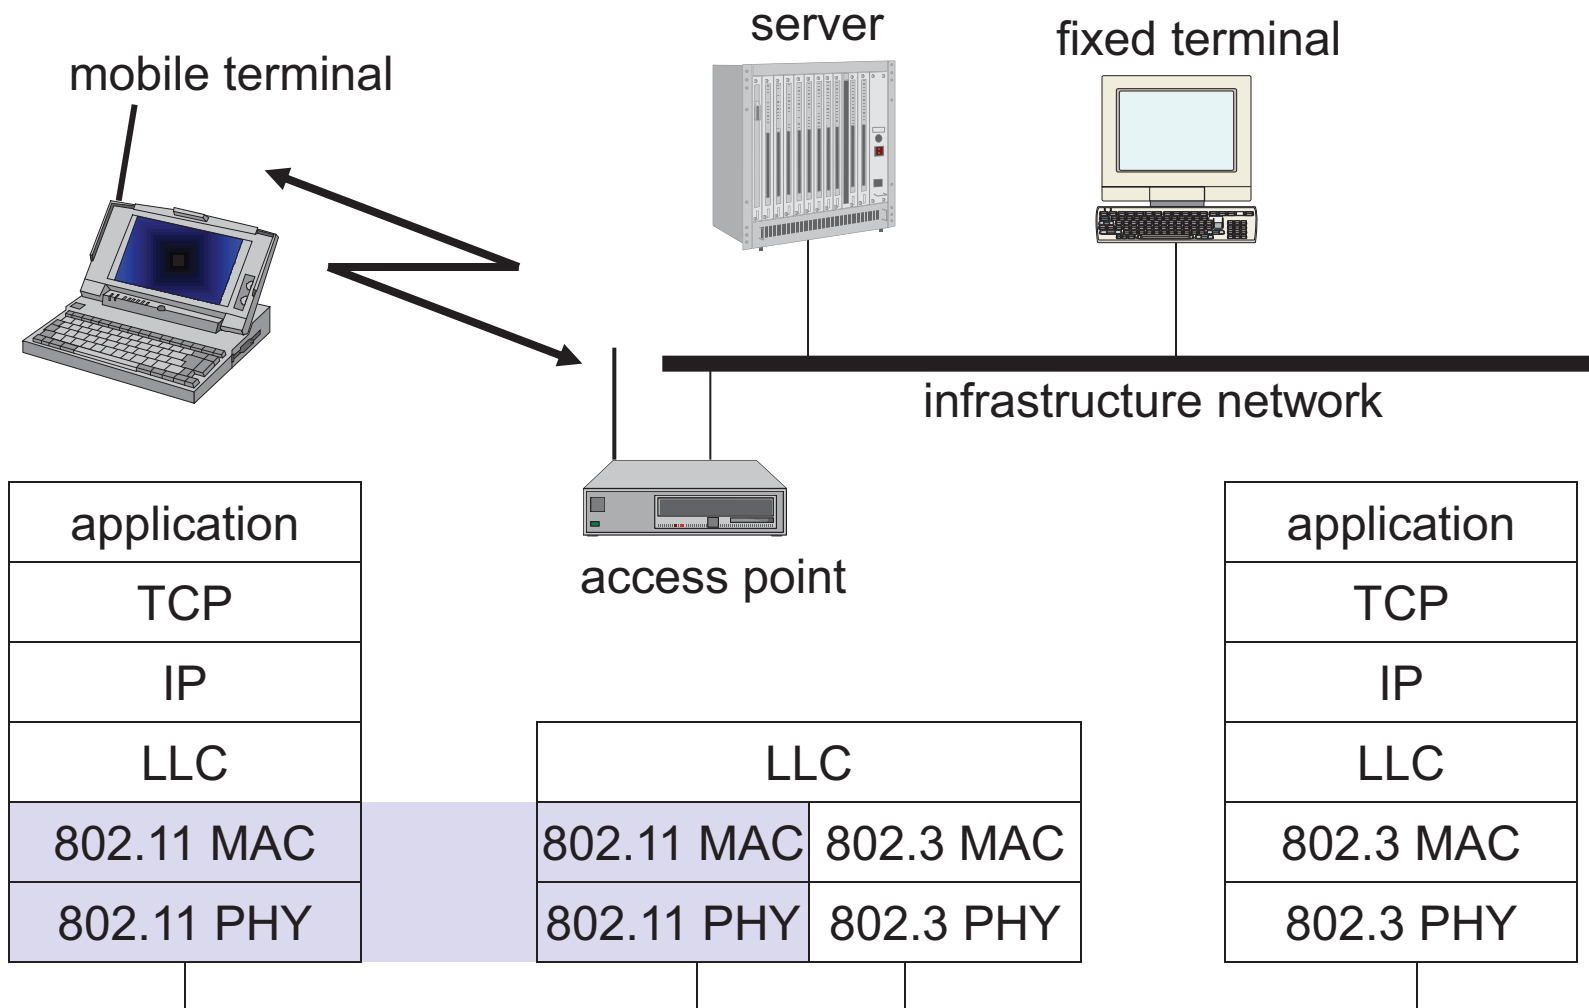 server
fixed terminal
mobile terminal
infrastructure network
access point
application
TCP
IP
LLC
802.11 MAC
802.11 PHY
LLC
802.11 MAC 802.3 MAC
802.11 PHY 802.3 PHY
application
TCP
IP
LLC
802.3 MAC
802.3 PHY